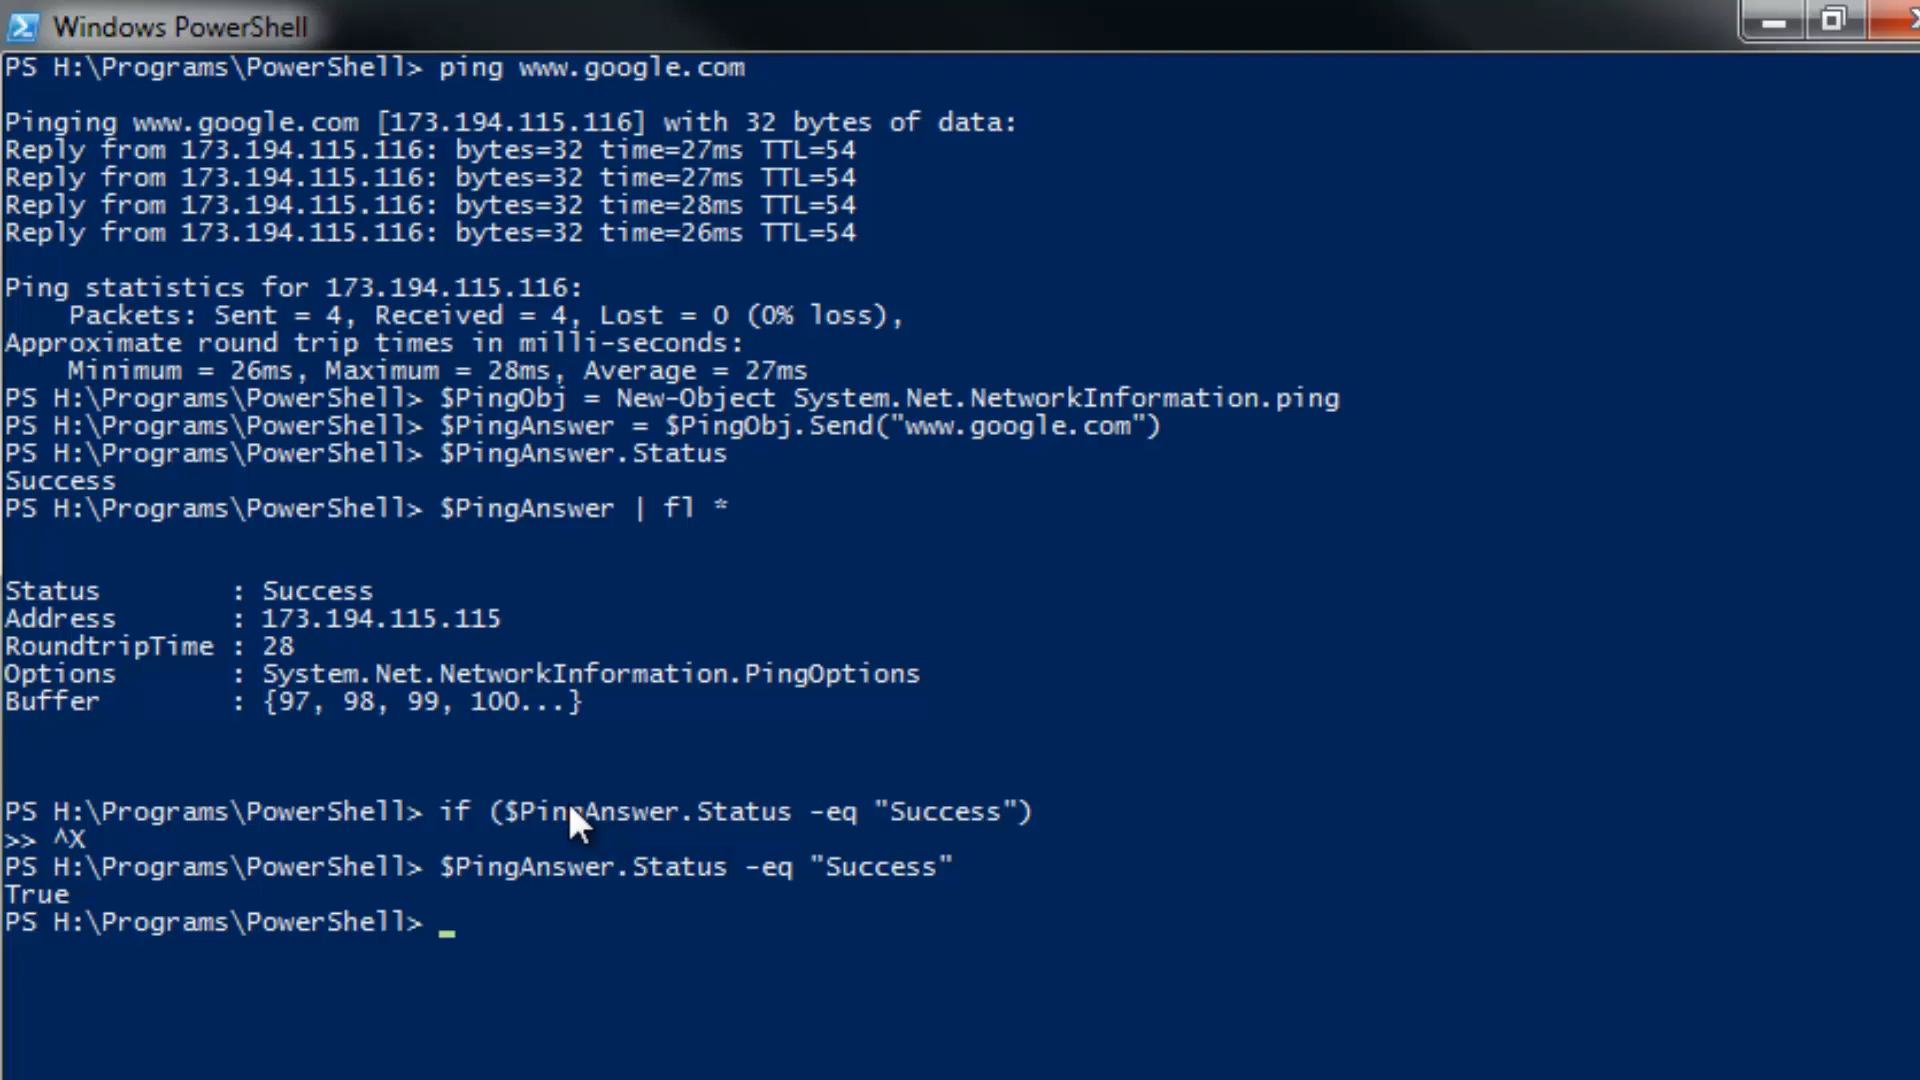 Windows PowerShell
PS H:\Programs\PowerShell> ping www.google.com
Pinging www.google.com [173.194.115.116] with 32 bytes of data:
Reply from 173.194.115.116: bytes=32 time=27ms TTL=54
Reply from 173.194.115.116: bytes=32 time=27ms TTL=54
Reply from 173.194.115.116: bytes=32 time=28ms TTL=54
Reply from 173.194.115.116: bytes=32 time=26ms TTL=54
Ping statistics for 173.194.115.116:
    Packets: Sent = 4, Received = 4, Lost = 0 (0% loss),
Approximate round trip times in milli-seconds:
    Minimum = 26ms, Maximum = 28ms, Average = 27ms
PS H:\Programs\PowerShell> $PingObj = New-Object System.Net.NetworkInformation.ping
PS H:\Programs\PowerShell> $PingAnswer = $PingObj.Send("www.google.com")
PS H:\Programs\PowerShell> $PingAnswer.Status
Success
PS H:\Programs\PowerShell> $PingAnswer | fl *
Status        : Success
Address       : 173.194.115.115
RoundtripTime : 28
Options       : System.Net.NetworkInformation.PingOptions
Buffer        : {97, 98, 99, 100...}
PS H:\Programs\PowerShell> if ($PingAnswer.Status -eq "Success")
>> ^X
PS H:\Programs\PowerShell> $PingAnswer.Status -eq "Success"
True
PS H:\Programs\PowerShell> _